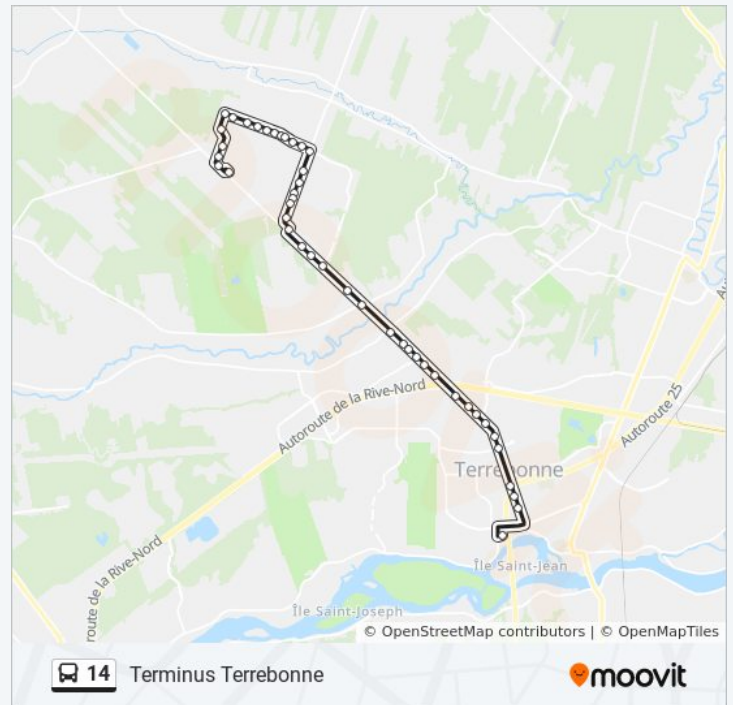 Autoroute de la Rive-Nord
Autoroute 25
Terrebonne
route de la Rive-Nord
Île Saint-Jean
Île Saint-Joseph
© OpenStreetMap contributors | © OpenMapTiles
14 Terminus Terrebonne
moovit